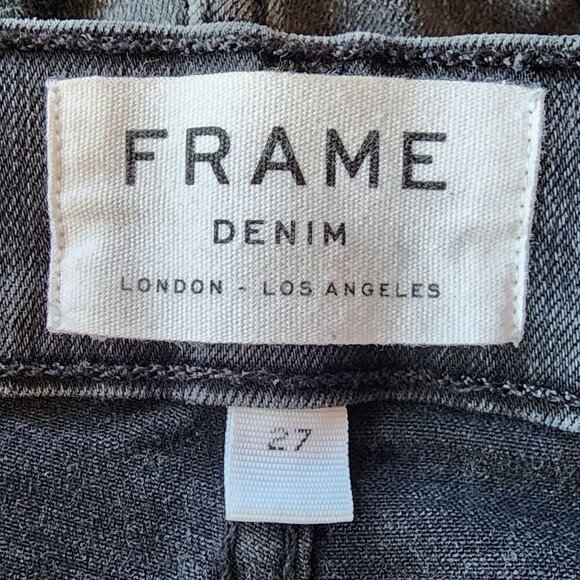 FRAME
DENIM
LONDON - LOS ANGELES
27